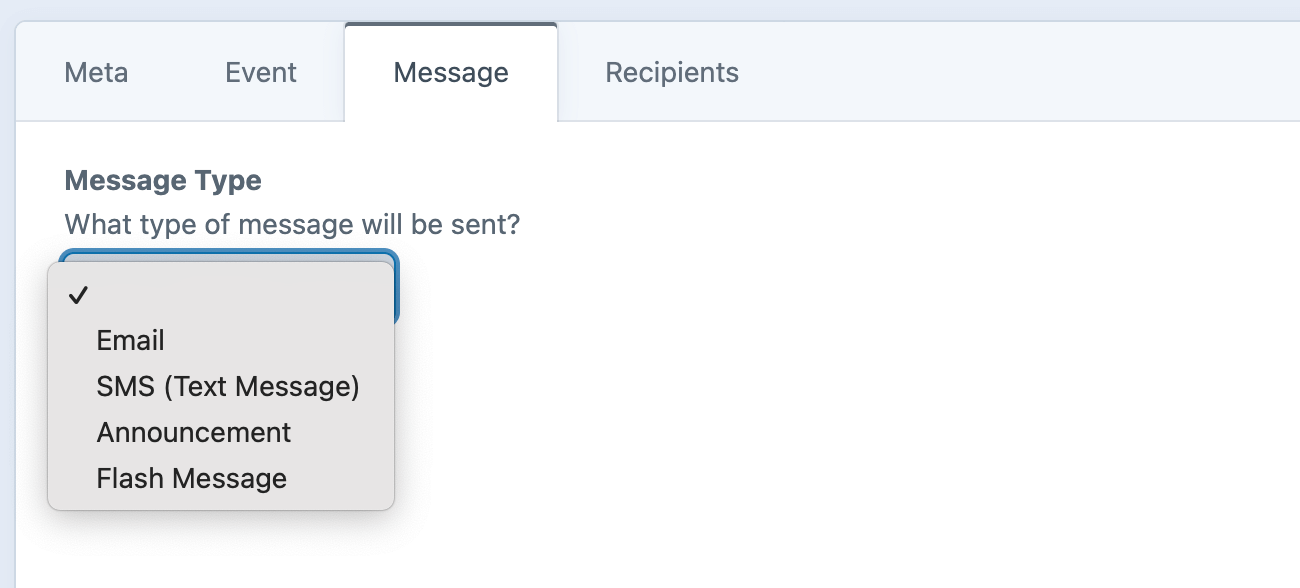 Meta Event Message Recipients
Message Type
What type of message will be sent?
✓
Email
SMS (Text Message)
Announcement
Flash Message